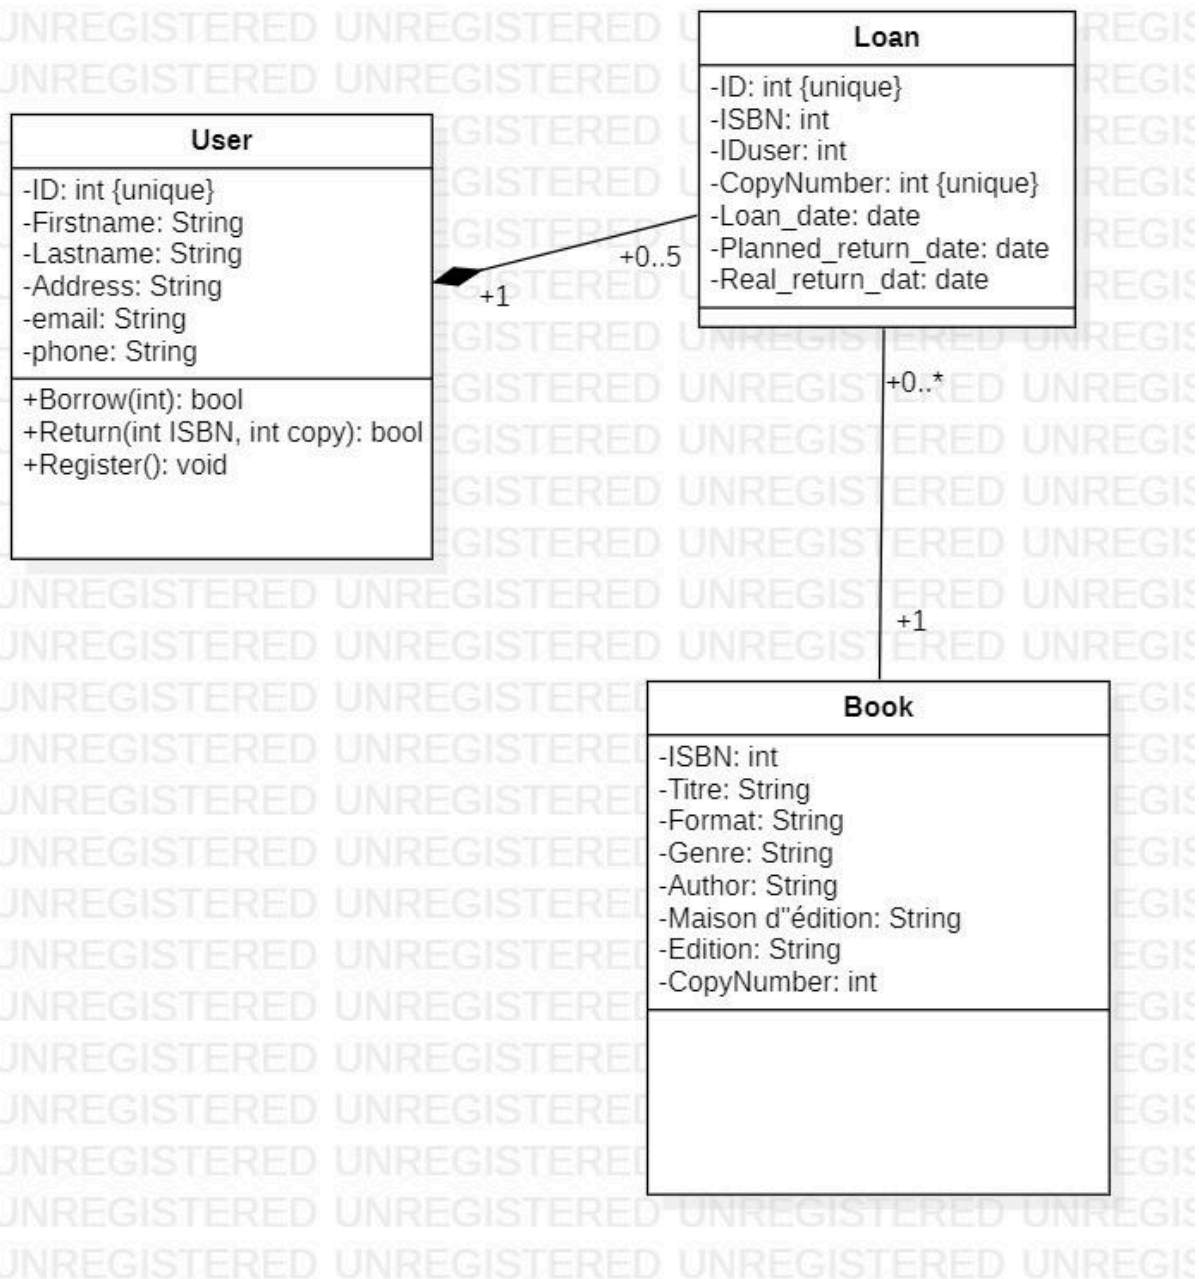 User
-ID: int {unique}
-Firstname: String
-Lastname: String
-Address: String
-email: String
-phone: String
+Borrow(int): bool
+Return(int ISBN, int copy): bool
+Register(): void
+1
+0..5
Loan
-ID: int {unique}
-ISBN: int
-IDuser: int
-CopyNumber: int {unique}
-Loan_date: date
-Planned_return_date: date
-Real_return_dat: date
+0..*
+1
Book
-ISBN: int
-Titre: String
-Format: String
-Genre: String
-Author: String
-Maison d"édition: String
-Edition: String
-CopyNumber: int
UNREGISTERED